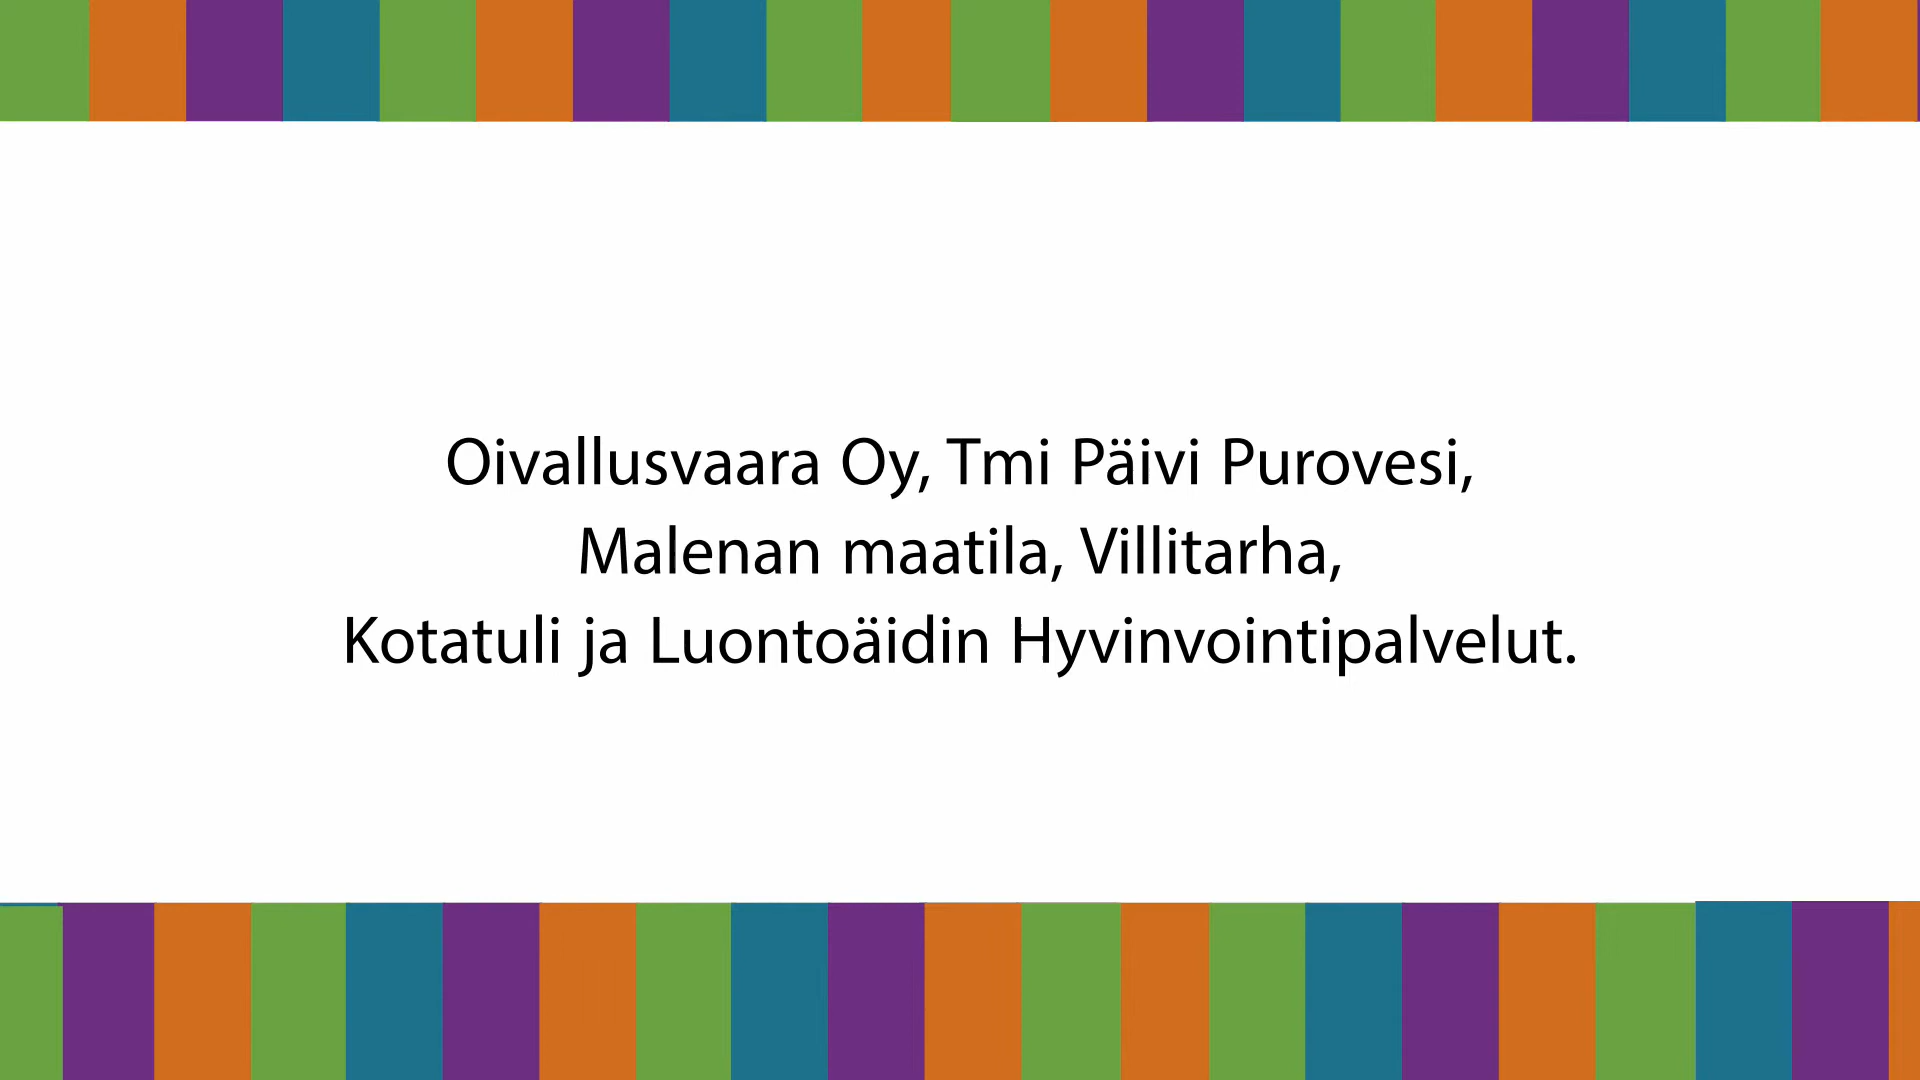 Oivallusvaara Oy, Tmi Päivi Purovesi,
Malenan maatila, Villitarha,
Kotatuli ja Luontoäidin Hyvinvointipalvelut.